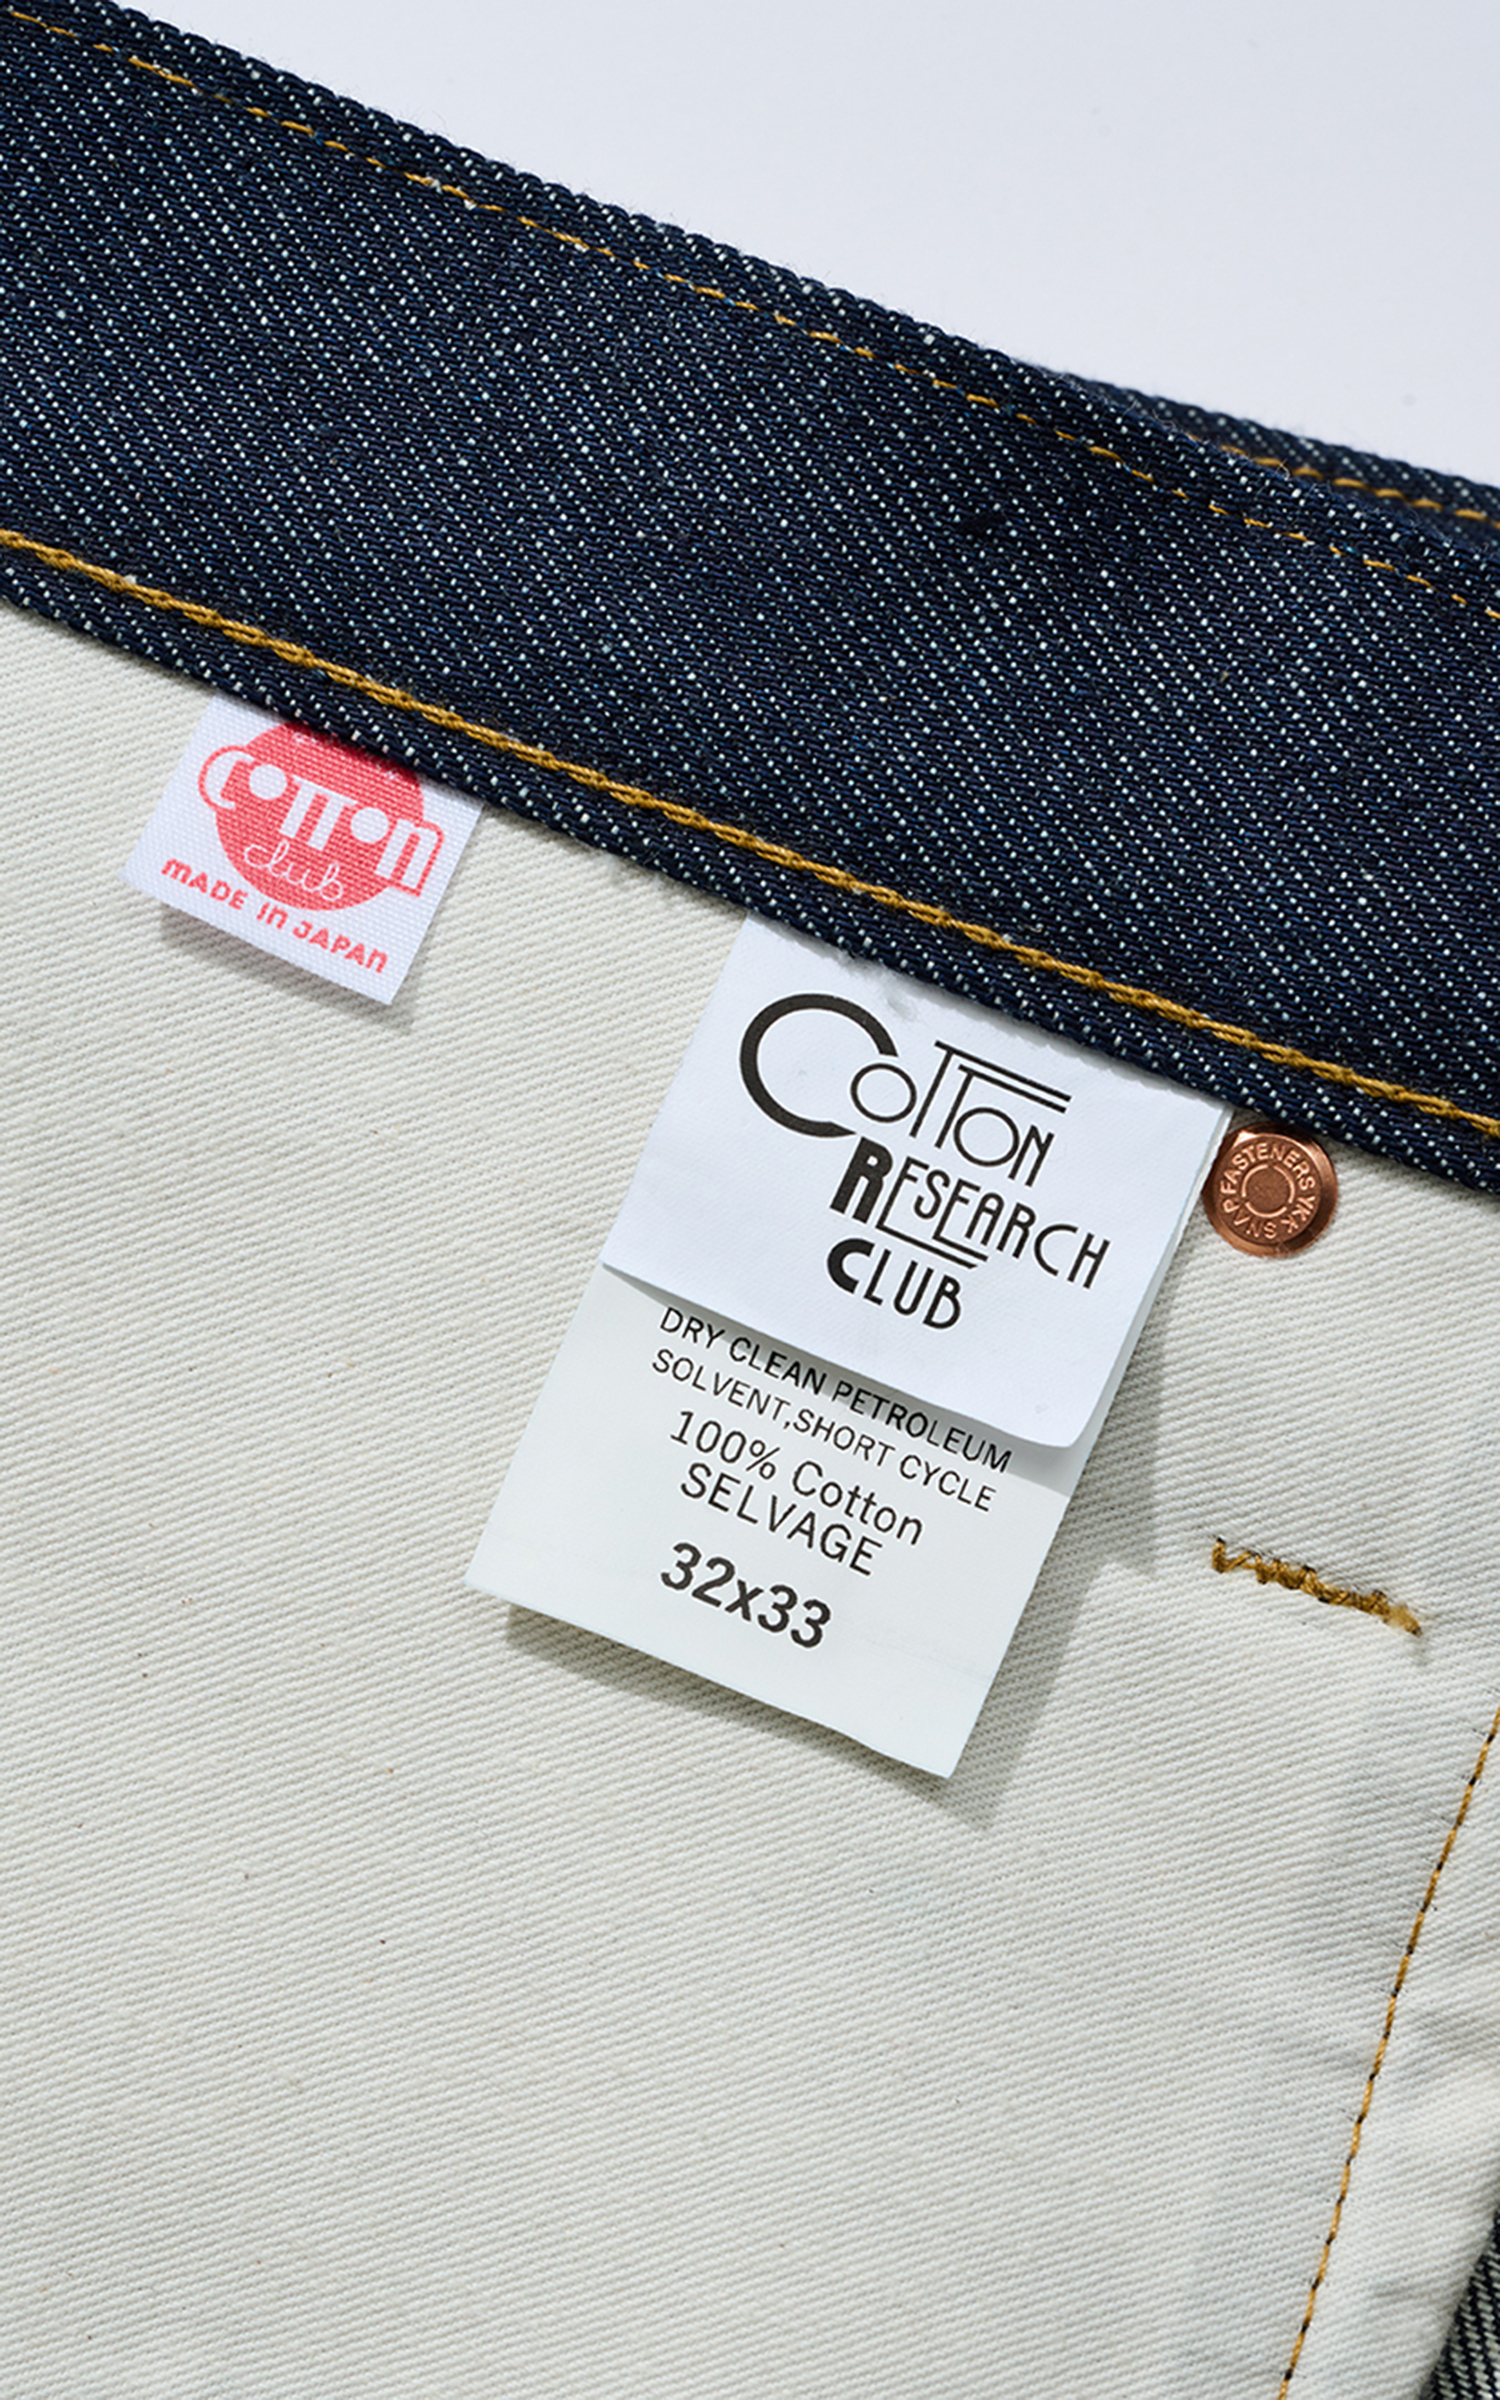 COTTON
club
MADE IN JAPAN
COTTON
RESEARCH
CLUB
DRY CLEAN PETROLEUM
SOLVENT,SHORT CYCLE
100% Cotton
SELVAGE
32x33
SNAP FASTENERS YKK